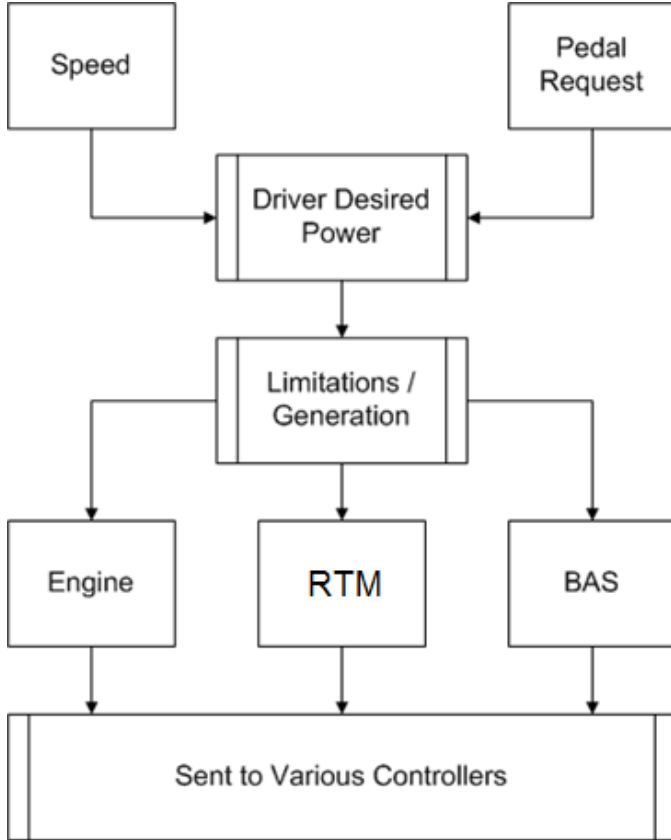 Speed
Pedal
Request
Driver Desired
Power
Limitations /
Generation
Engine
RTM
BAS
Sent to Various Controllers